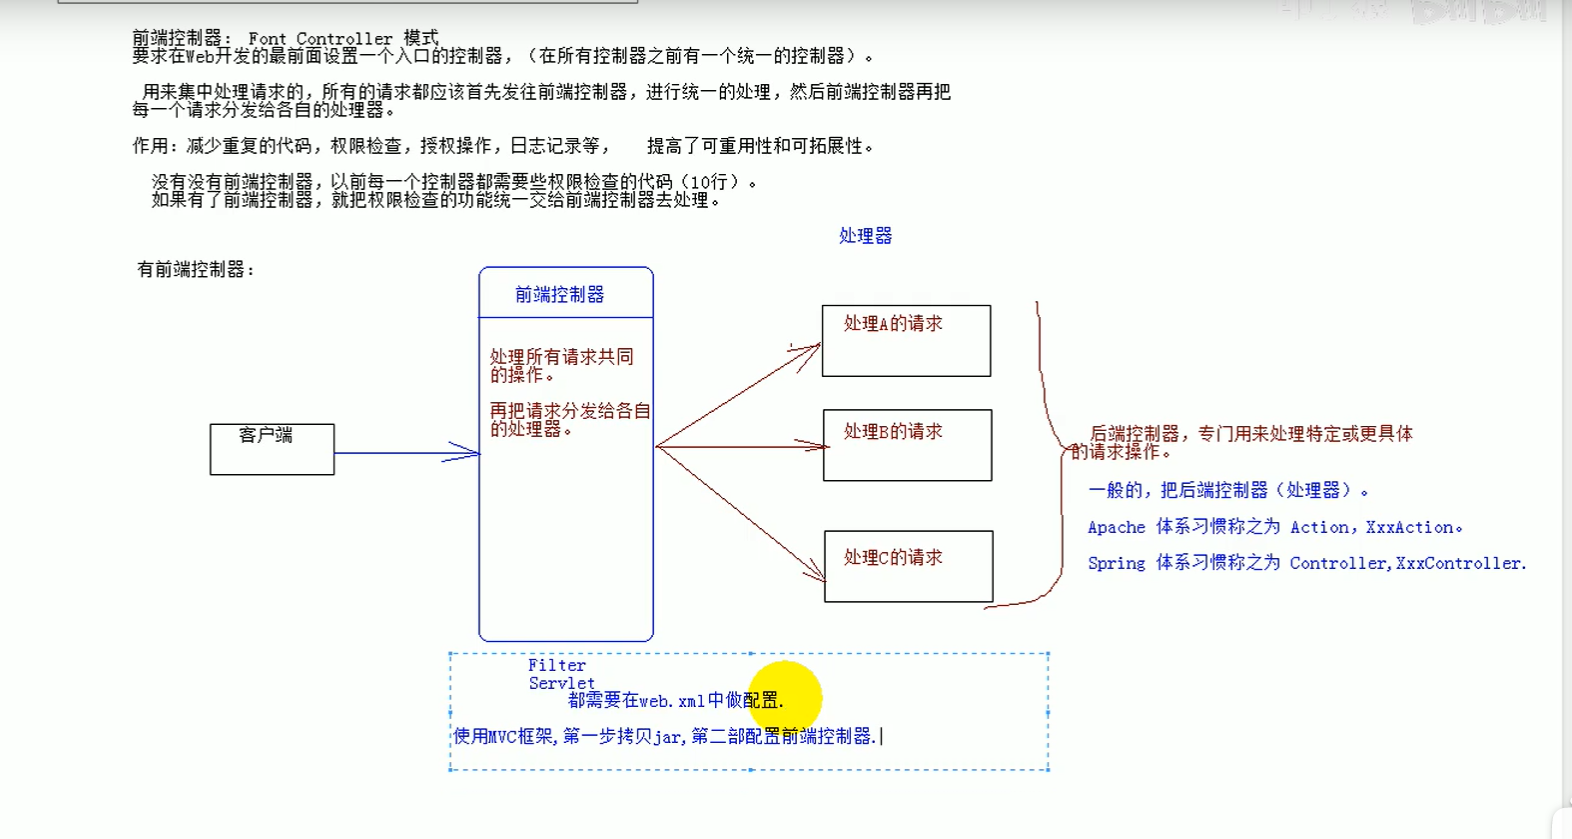 前端控制器： Font Controller 模式
要求在Web开发的最前面设置一个入口的控制器，（在所有控制器之前有一个统一的控制器）。
用来集中处理请求的，所有的请求都应该首先发往前端控制器，进行统一的处理，然后前端控制器再把
每一个请求分发给各自的处理器。
作用：减少重复的代码，权限检查，授权操作，日志记录等， 提高了可重用性和可拓展性。
没有没有前端控制器，以前每一个控制器都需要些权限检查的代码（10行）。
如果有了前端控制器，就把权限检查的功能统一交给前端控制器去处理。
处理器
有前端控制器：
前端控制器
处理所有请求共同
的操作。
再把请求分发给各自
的处理器。
客户端
处理A的请求
处理B的请求
处理C的请求
后端控制器，专门用来处理特定或更具体
的请求操作。
一般的，把后端控制器（处理器）。
Apache 体系习惯称之为 Action，XxxAction。
Spring 体系习惯称之为 Controller,XxxController.
Filter
Servlet
都需要在web.xml中做配置.
使用MVC框架,第一步拷贝jar,第二部配置前端控制器.